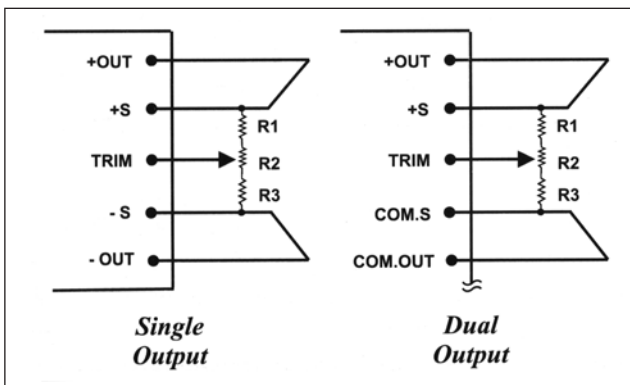 +OUT
+S
R1
TRIM
R2
R3
- S
- OUT
Single
Output
+OUT
+S
R1
TRIM
R2
R3
COM.S
COM.OUT
Dual
Output